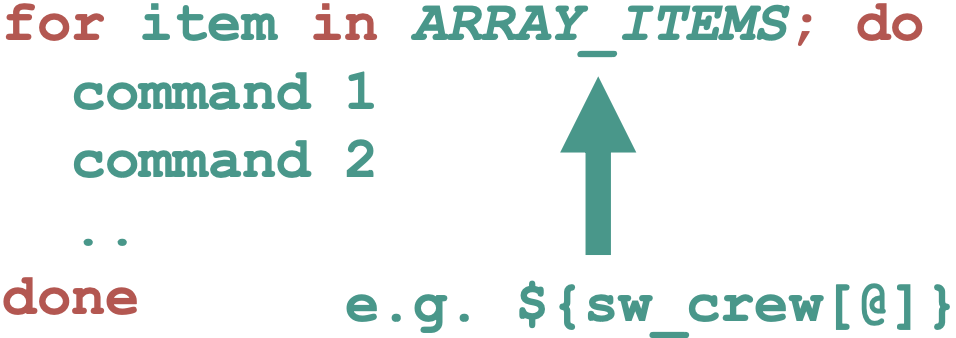 for item in ARRAY_ITEMS; do
command 1
command 2
..
done
e.g. ${sw_crew[@]}